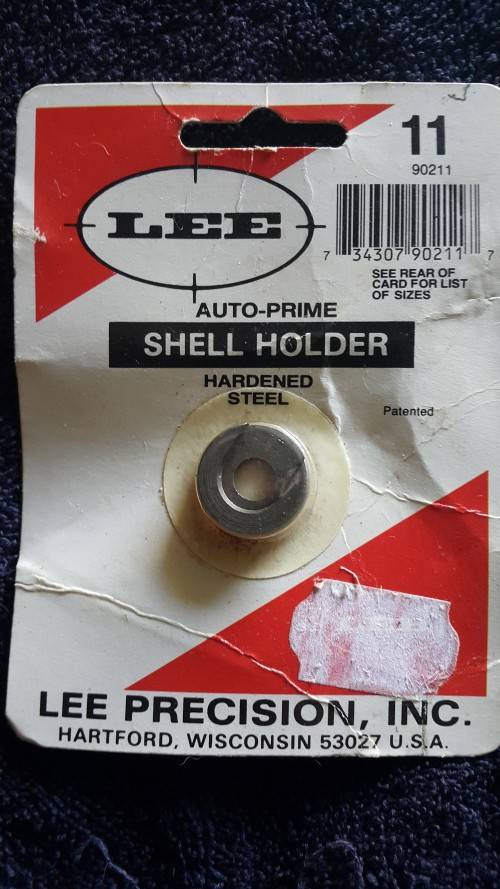 11
90211
LEE
7 34307 90211 7
SEE REAR OF
CARD FOR LIST
OF SIZES
AUTO-PRIME
SHELL HOLDER
HARDENED
STEEL
Patented
LEE PRECISION, INC.
HARTFORD, WISCONSIN 53027 U.S.A.